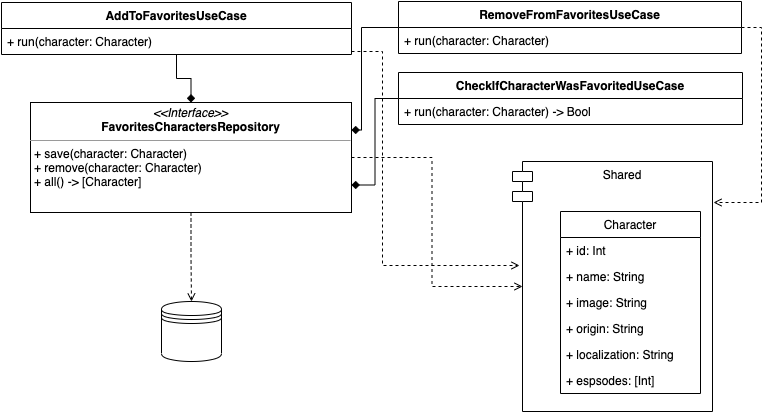 AddToFavoritesUseCase
+ run(character: Character)
RemoveFromFavoritesUseCase
+ run(character: Character)
CheckIfCharacterWasFavoritedUseCase
+ run(character: Character) -> Bool
<<Interface>>
FavoritesCharactersRepository
+ save(character: Character)
+ remove(character: Character)
+ all() -> [Character]
Shared
Character
+ id: Int
+ name: String
+ image: String
+ origin: String
+ localization: String
+ espsodes: [Int]